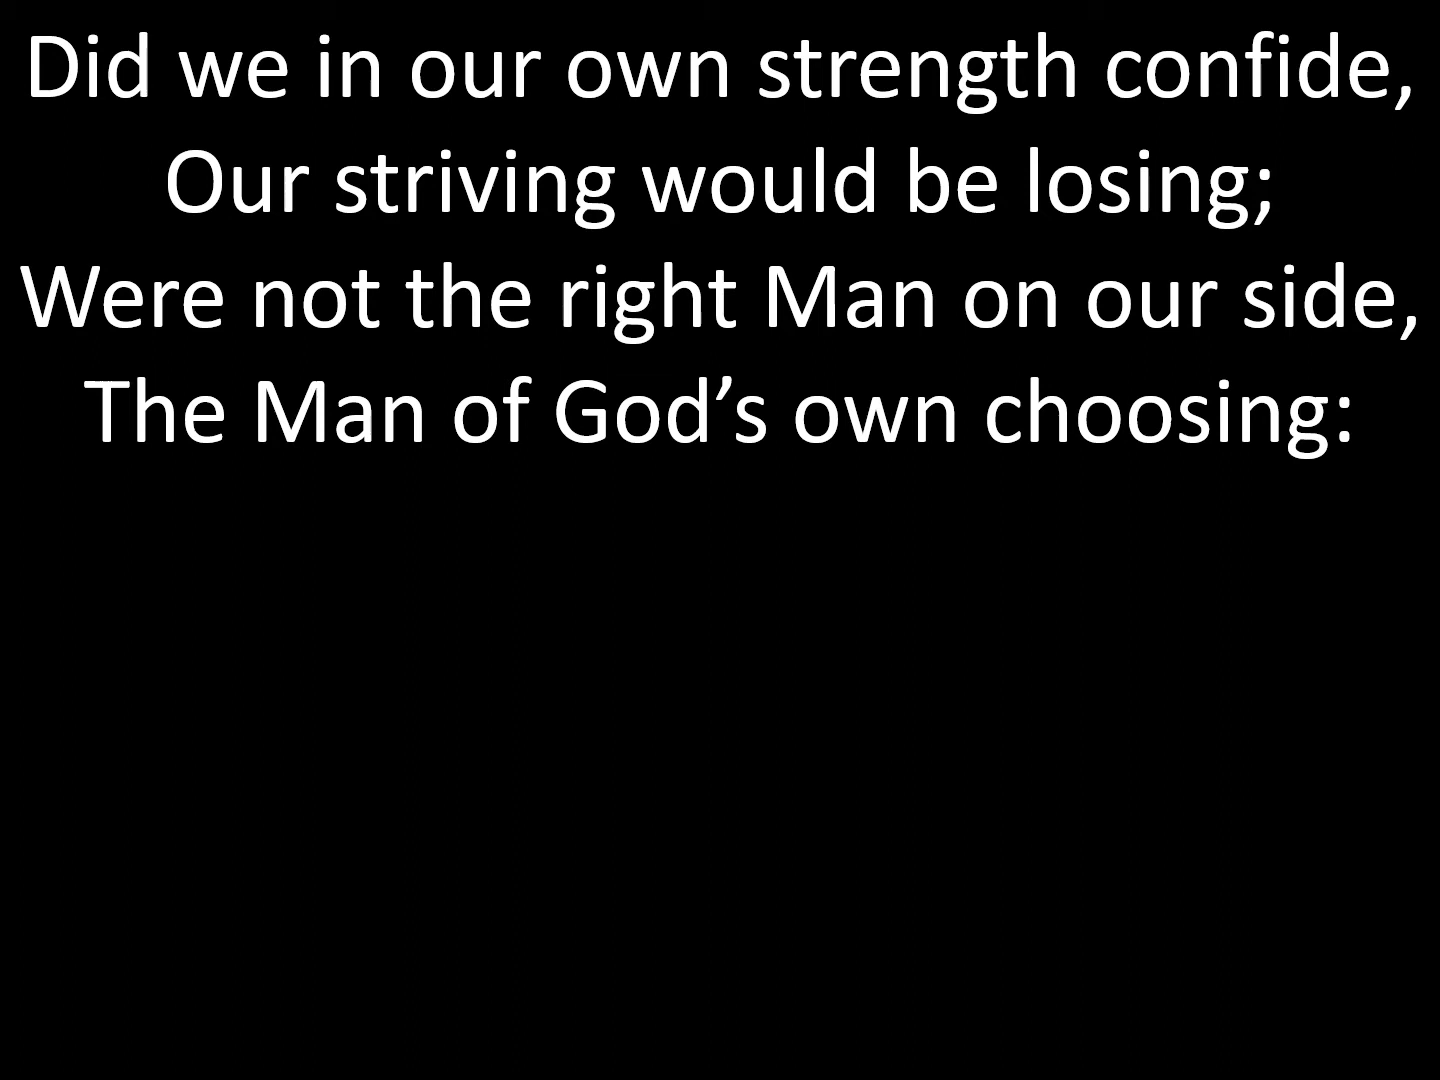 Did we in our own strength confide,
Our striving would be losing;
Were not the right Man on our side,
The Man of God’s own choosing: